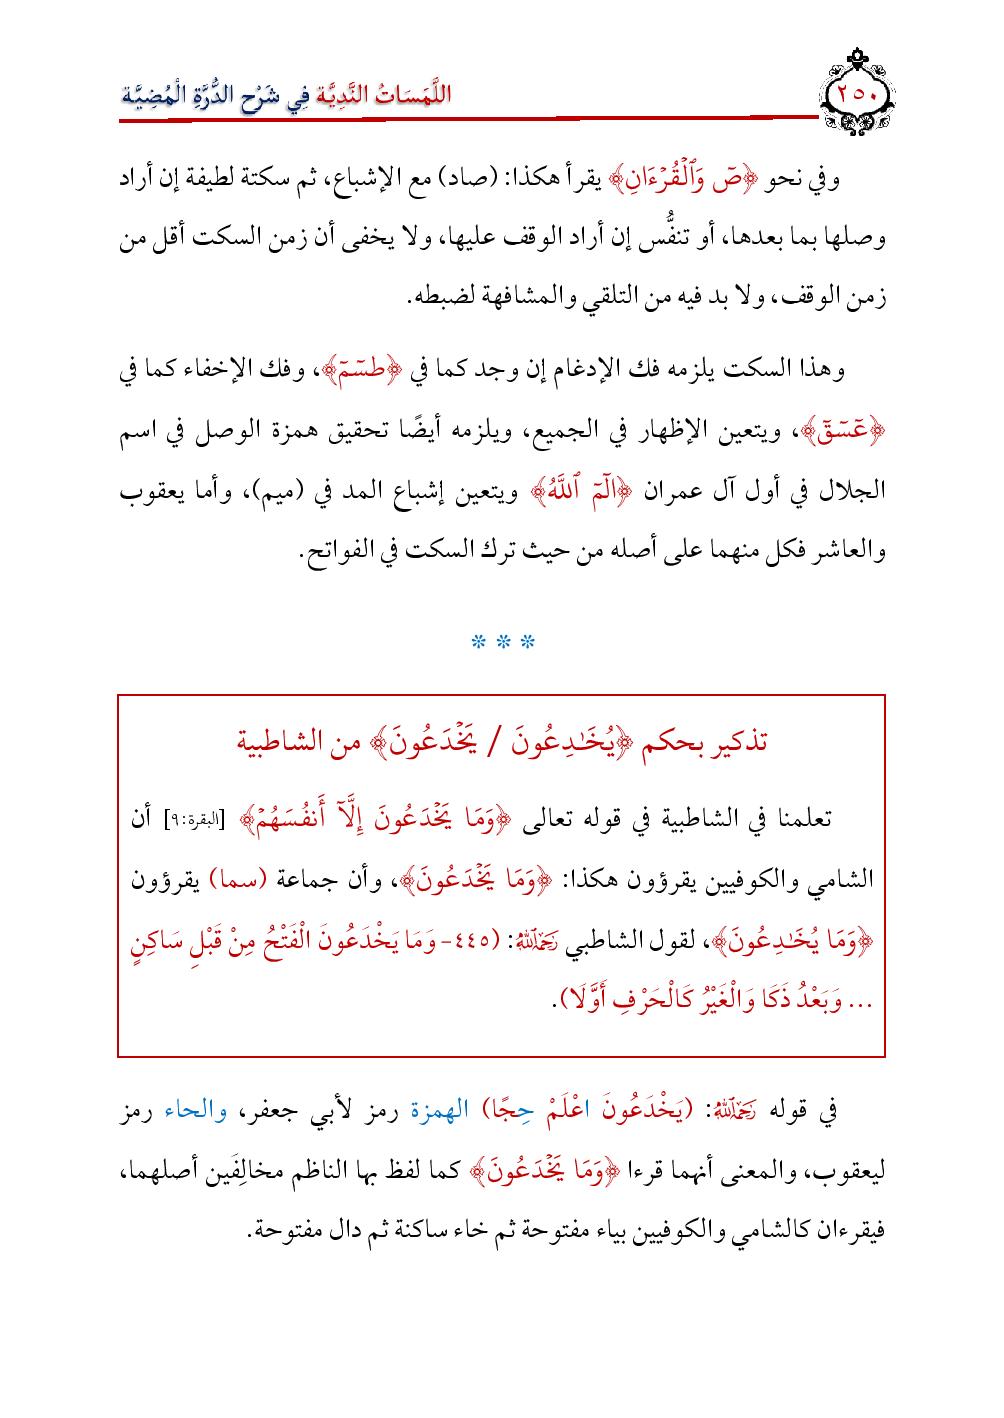 ٢٥٠
اللَّمَسَاتُ النَّدِيَّة فِي شَرْح الدُّرَّةِ الْمُضِيَّة
وفي نحو ﴿صٓ وَٱلۡقُرۡءَانِ﴾ يقرأ هكذا: (صاد) مع الإشباع، ثم سكتة لطيفة إن أراد
وصلها بما بعدها، أو تنفُّس إن أراد الوقف عليها، ولا يخفى أن زمن السكت أقل من
زمن الوقف، ولا بد فيه من التلقي والمشافهة لضبطه.
وهذا السكت يلزمه فك الإدغام إن وجد كما في ﴿طسٓمٓ﴾، وفك الإخفاء كما في
﴿عٓسٓقٓ﴾، ويتعين الإظهار في الجميع، ويلزمه أيضًا تحقيق همزة الوصل في اسم
الجلال في أول آل عمران ﴿الٓمٓ ٱللَّهُ﴾ ويتعين إشباع المد في (ميم)، وأما يعقوب
والعاشر فكل منهما على أصله من حيث ترك السكت في الفواتح.
* * *
تذكير بحكم ﴿يُخَـٰدِعُونَ / يَخۡدَعُونَ﴾ من الشاطبية
تعلمنا في الشاطبية في قوله تعالى ﴿وَمَا يَخۡدَعُونَ إِلَّآ أَنفُسَهُمۡ﴾ [البقرة:٩] أن
الشامي والكوفيين يقرؤون هكذا: ﴿وَمَا يَخۡدَعُونَ﴾، وأن جماعة (سما) يقرؤون
﴿وَمَا يُخَـٰدِعُونَ﴾، لقول الشاطبي رَحِمَهُ ٱللَّهُ: (٤٤٥- وَمَا يَخْدَعُونَ الْفَتْحُ مِنْ قَبْلِ سَاكِنٍ
... وَبَعْدُ ذَكَا وَالْغَيْرُ كَالْحَرْفِ أَوَّلَا).
في قوله رَحِمَهُ ٱللَّهُ: (يَخْدَعُونَ اعْلَمْ حِجًا) الهمزة رمز لأبي جعفر، والحاء رمز
ليعقوب، والمعنى أنهما قرءا ﴿وَمَا يَخۡدَعُونَ﴾ كما لفظ بها الناظم مخالِفَين أصلهما،
فيقرءان كالشامي والكوفيين بياء مفتوحة ثم خاء ساكنة ثم دال مفتوحة.